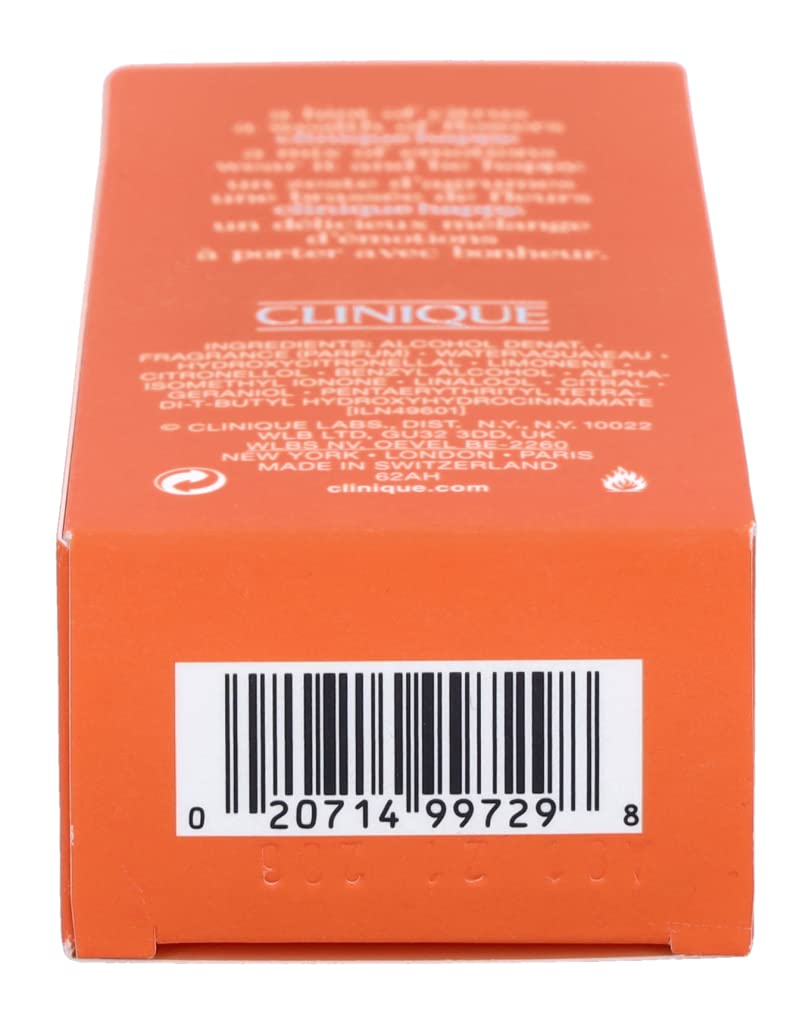 a hint of citrus
a wealth of flowers
clinique happy.
a mix of emotions
wear it and be happy.
un zeste d'agrumes
une brassée de fleurs
clinique happy.
un délicieux mélange
d'émotions
à porter avec bonheur.
CLINIQUE
INGREDIENTS: ALCOHOL DENAT. •
FRAGRANCE (PARFUM) • WATER\AQUA\EAU •
HYDROXYCITRONELLAL • LIMONENE •
CITRONELLOL • BENZYL ALCOHOL • ALPHA-
ISOMETHYL IONONE • LINALOOL • CITRAL •
GERANIOL • PENTAERYTHRITYL TETRA-
DI-T-BUTYL HYDROXYHYDROCINNAMATE
[ILN49601]
© CLINIQUE LABS., DIST. N.Y., N.Y. 10022
WLB LTD. GU32 3DD, UK
WLBS NV. OEVEL BE-2260
NEW YORK • LONDON • PARIS
MADE IN SWITZERLAND
62AH
clinique.com
0 20714 99729 8